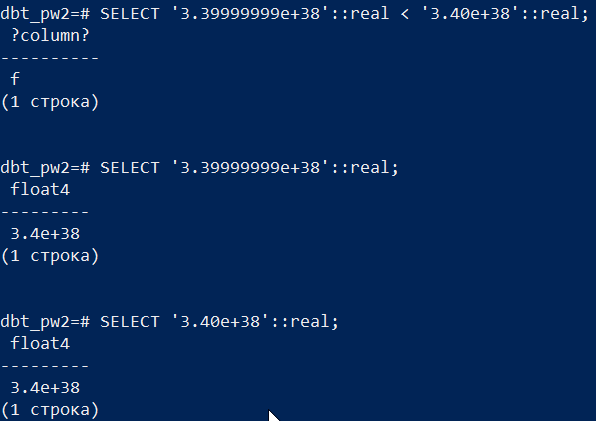 dbt_pw2=# SELECT '3.39999999e+38'::real < '3.40e+38'::real;
?column?
----------
f
(1 строка)
dbt_pw2=# SELECT '3.39999999e+38'::real;
float4
---------
3.4e+38
(1 строка)
dbt_pw2=# SELECT '3.40e+38'::real;
float4
---------
3.4e+38
(1 строка)